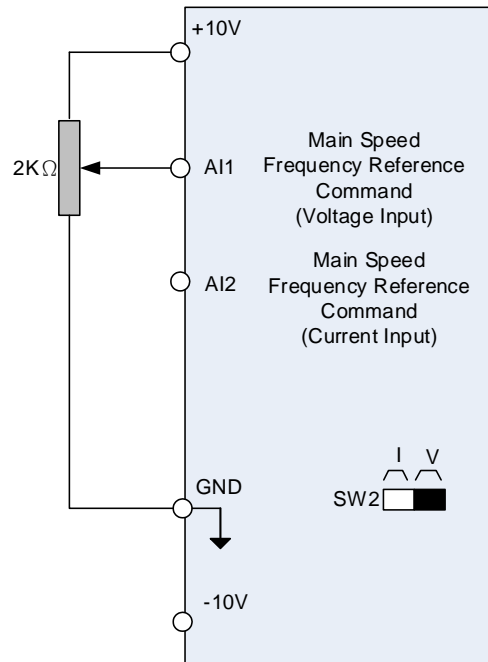 +10V
2KΩ
AI1
Main Speed
Frequency Reference
Command
(Voltage Input)
AI2
Main Speed
Frequency Reference
Command
(Current Input)
I V
GND
SW2
-10V